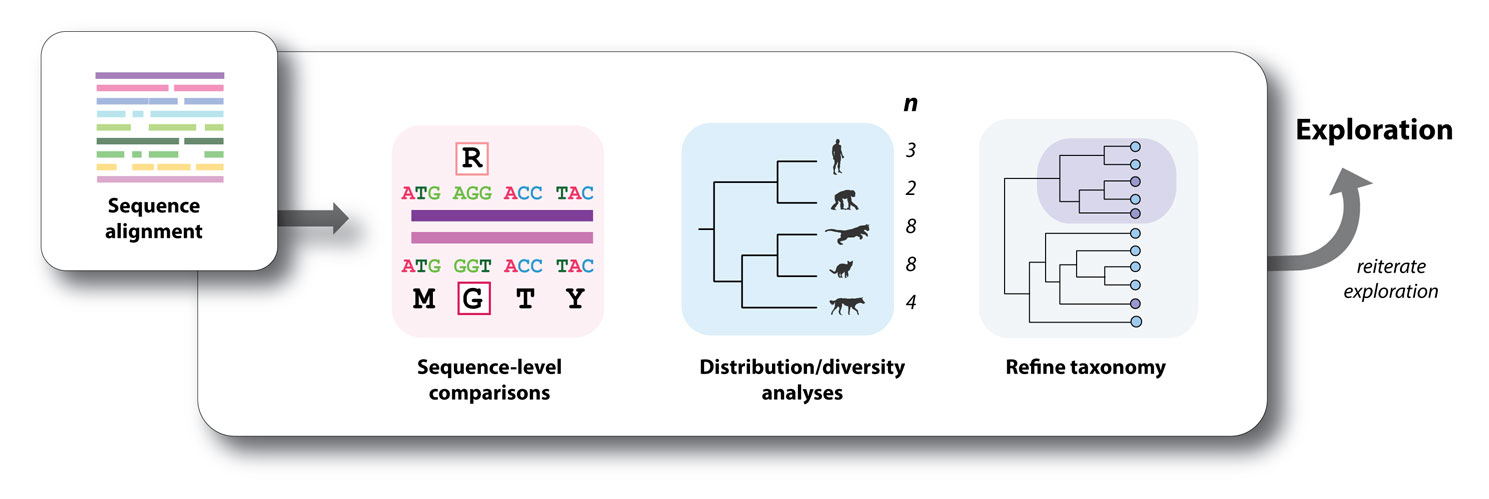 Sequence
alignment
R
ATG AGG ACC TAC
ATG GGT ACC TAC
M G T Y
Sequence-level
comparisons
n
3
2
8
8
4
Distribution/diversity
analyses
Refine taxonomy
Exploration
reiterate
exploration